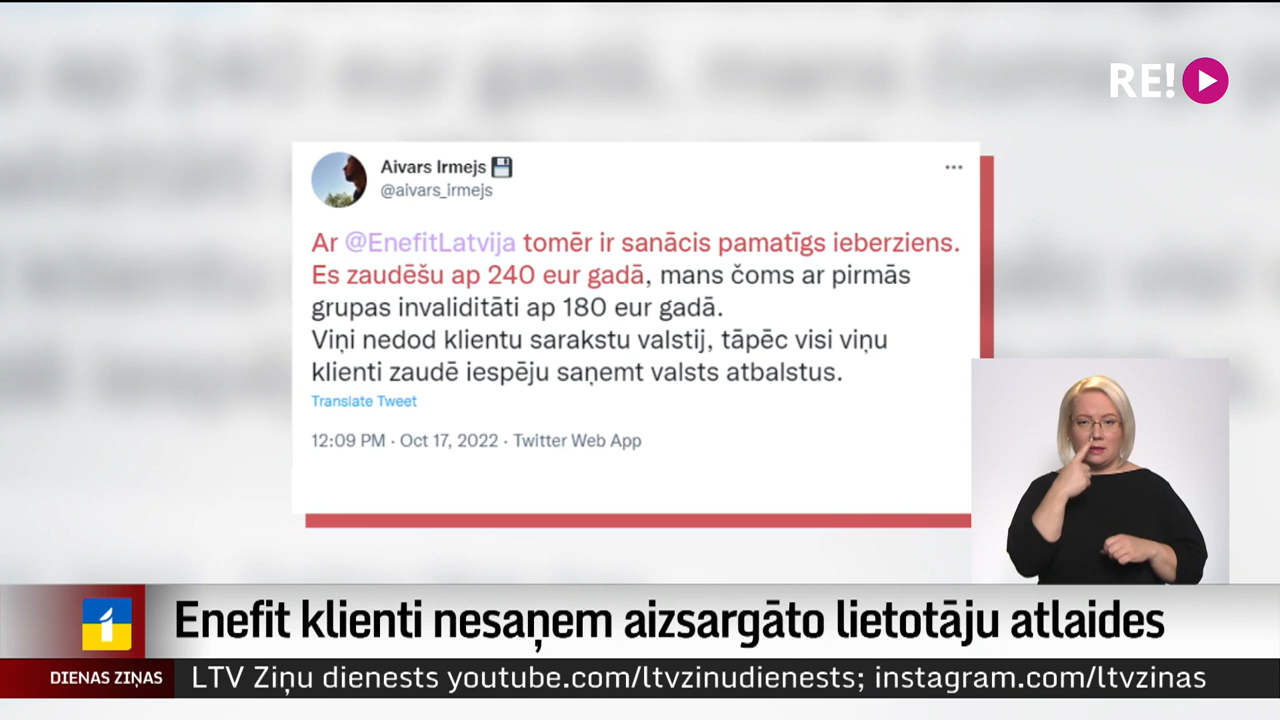 RE!
Aivars Irmejs
@aivars_irmejs
Ar @EnefitLatvija tomēr ir sanācis pamatīgs ieberziens.
Es zaudēšu ap 240 eur gadā, mans čoms ar pirmās
grupas invaliditāti ap 180 eur gadā.
Viņi nedod klientu sarakstu valstij, tāpēc visi viņu
klienti zaudē iespēju saņemt valsts atbalstus.
Translate Tweet
12:09 PM · Oct 17, 2022 · Twitter Web App
1
Enefit klienti nesaņem aizsargāto lietotāju atlaides
DIENAS ZIŅAS
LTV Ziņu dienests youtube.com/ltvzinudienests; instagram.com/ltvzinas